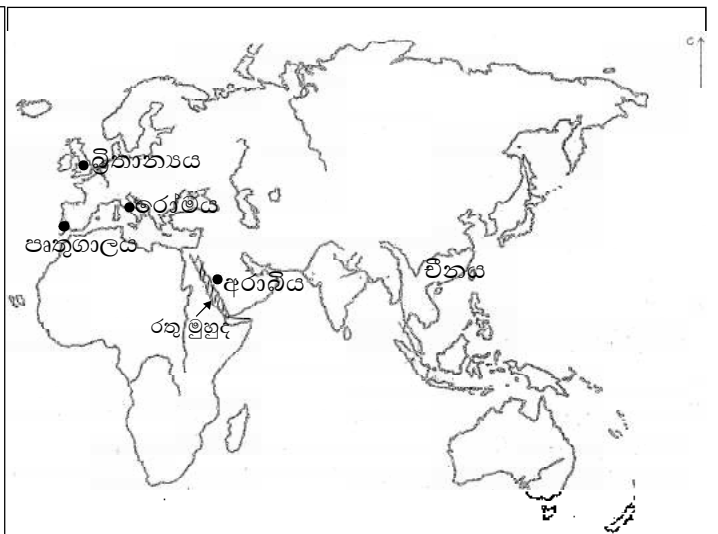 උ
බ්‍රිතාන්‍යය
රෝමය
පෘතුගාලය
චීනය
අරාබිය
රතු මුහුද